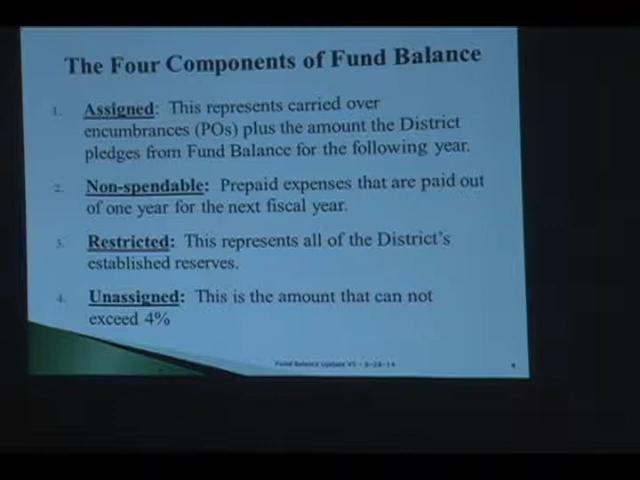 The Four Components of Fund Balance
1. Assigned: This represents carried over
encumbrances (POs) plus the amount the District
pledges from Fund Balance for the following year.
2. Non-spendable: Prepaid expenses that are paid out
of one year for the next fiscal year.
3. Restricted: This represents all of the District's
established reserves.
4. Unassigned: This is the amount that can not
exceed 4%
Fund Balance Update